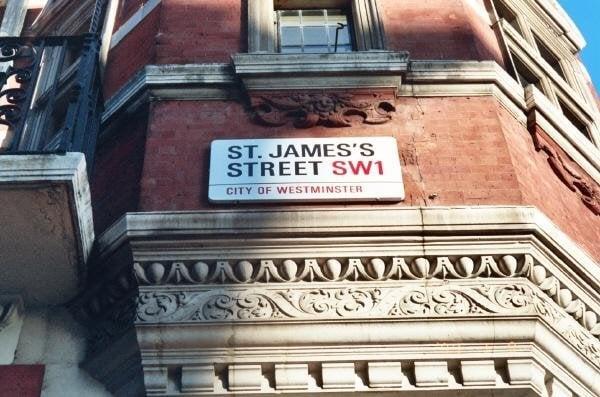 ST. JAMES'S
STREET SW1
CITY OF WESTMINSTER